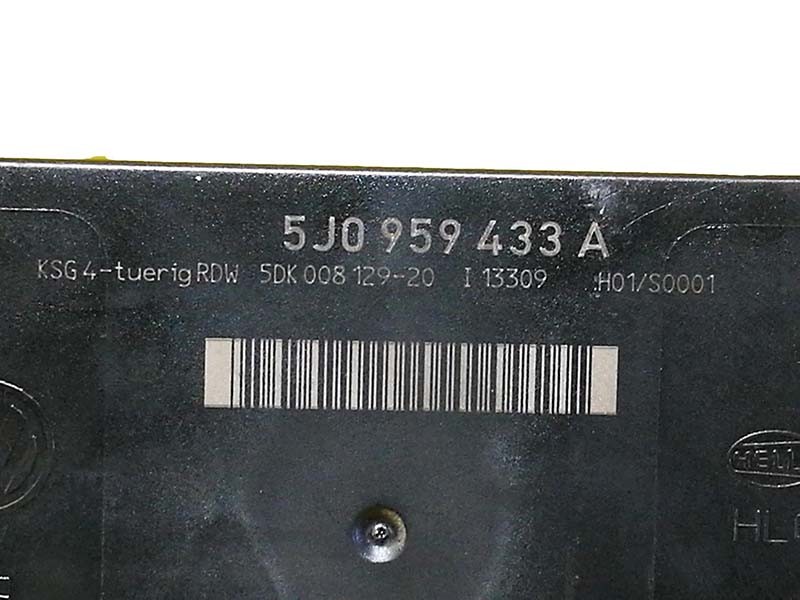 5J0 959 433 A
KSG 4-tuerig RDW 5DK 008 129-20 I 13309 H01/S0001